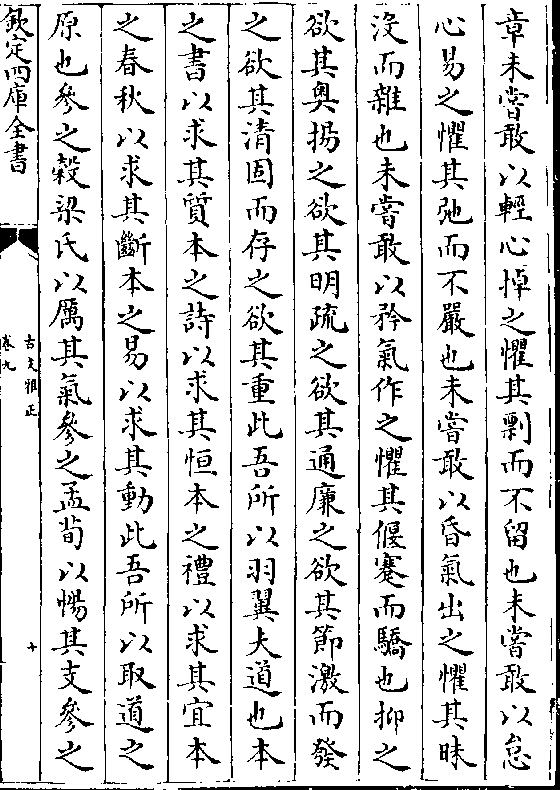 章未嘗敢以輕心掉之懼其剽而不留也未嘗敢以怠
心易之懼其弛而不嚴也未嘗敢以昏氣出之懼其昧
沒而雜也未嘗敢以矜氣作之懼其偃蹇而驕也抑之
欲其奥揚之欲其明疏之欲其通廉之欲其節激而發
之欲其清固而存之欲其重此吾所以羽翼夫道也本
之書以求其質本之詩以求其恒本之禮以求其宜本
之春秋以求其斷本之易以求其動此吾所以取道之
原也參之榖梁氏以厲其氣參之孟荀以暢其支參之
欽定四庫全書
古文雅正
卷九
十